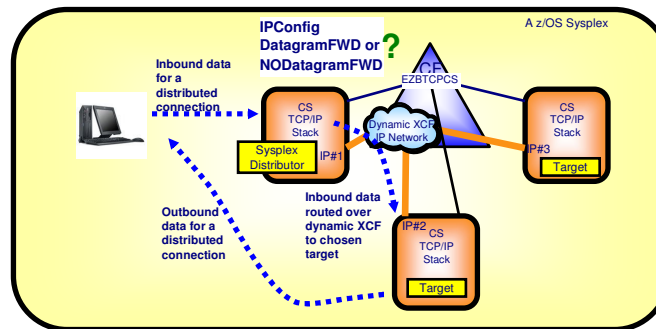 A z/OS Sysplex
IPConfig
DatagramFWD or
NODatagramFWD
?
Inbound data
for a
distributed
connection
CF
EZBTCPCS
CS
TCP/IP
Stack
Sysplex
Distributor
IP#1
Dynamic XCF
IP Network
CS
TCP/IP
Stack
IP#3
Target
Outbound
data for a
distributed
connection
Inbound data
routed over
dynamic XCF
to chosen
target
IP#2
CS
TCP/IP
Stack
Target